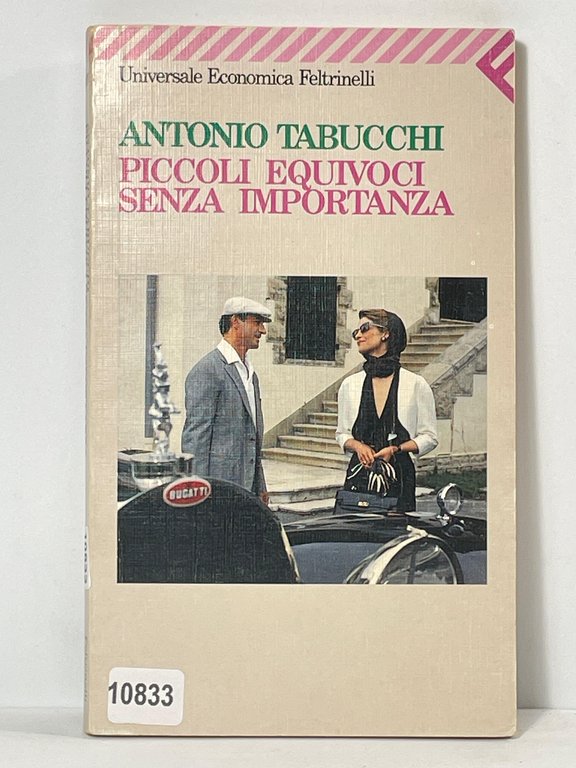 Universale Economica Feltrinelli
ANTONIO TABUCCHI
PICCOLI EQUIVOCI
SENZA IMPORTANZA
BUGATTI
10833